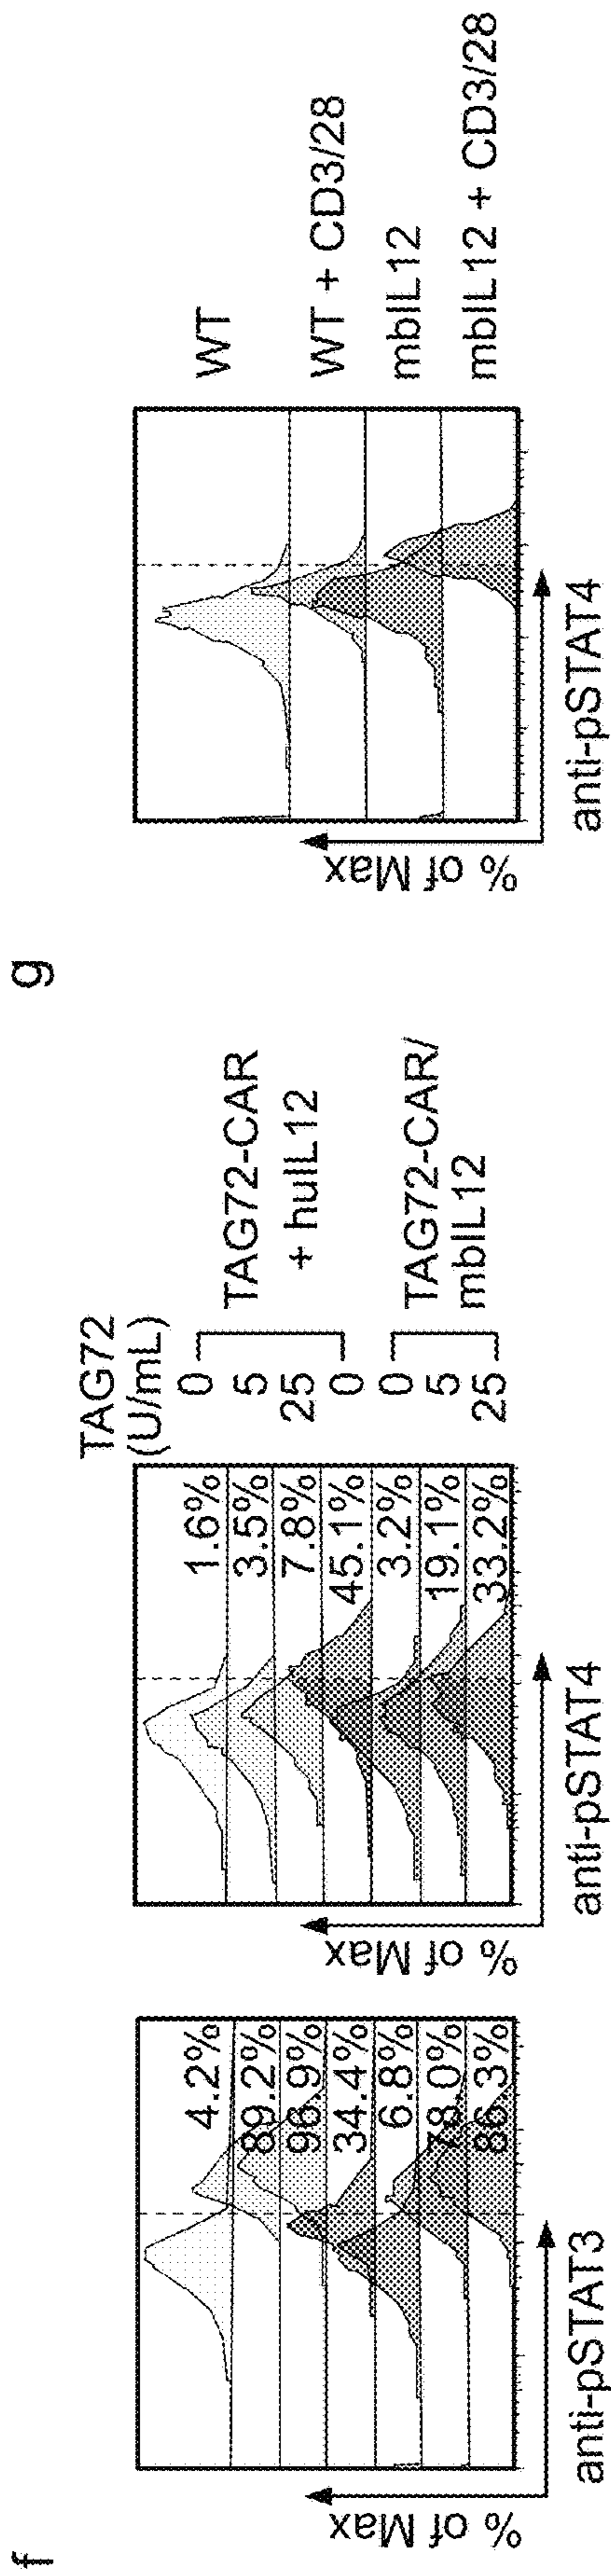 f
% of Max
anti-pSTAT3
4.2%
89.2%
96.9%
34.4%
6.8%
78.0%
86.3%
% of Max
anti-pSTAT4
1.6%
3.5%
7.8%
45.1%
3.2%
19.1%
33.2%
TAG72
(U/mL)
0
5
25
0
0
5
25
TAG72-CAR
+ huIL12
TAG72-CAR/
mbIL12
g
% of Max
anti-pSTAT4
WT
WT + CD3/28
mbIL12
mbIL12 + CD3/28